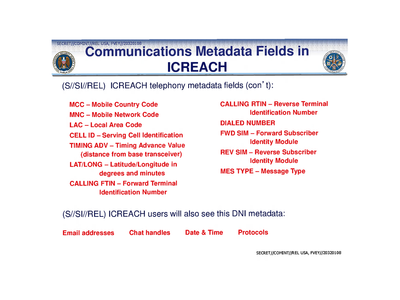 SECRET//COMINT//REL USA, FVEY//20320108
Communications Metadata Fields in
ICREACH
(S//SI//REL) ICREACH telephony metadata fields (con't):
MCC – Mobile Country Code
MNC – Mobile Network Code
LAC – Local Area Code
CELL ID – Serving Cell Identification
TIMING ADV – Timing Advance Value
(distance from base transceiver)
LAT/LONG – Latitude/Longitude in
degrees and minutes
CALLING FTIN – Forward Terminal
Identification Number
CALLING RTIN – Reverse Terminal
Identification Number
DIALED NUMBER
FWD SIM – Forward Subscriber
Identity Module
REV SIM – Reverse Subscriber
Identity Module
MES TYPE – Message Type
(S//SI//REL) ICREACH users will also see this DNI metadata:
Email addresses Chat handles Date & Time Protocols
SECRET//COMINT//REL USA, FVEY//20320108